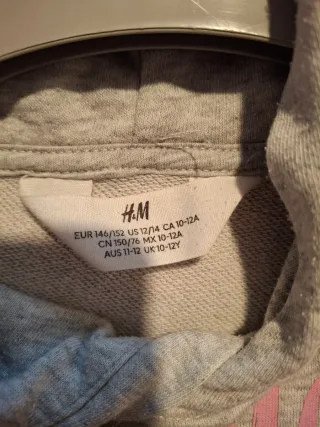 H&M
EUR 146/152 US 12/14 CA 10-12A
CN 150/76 MX 10-12A
AUS 11-12 UK 10-12Y